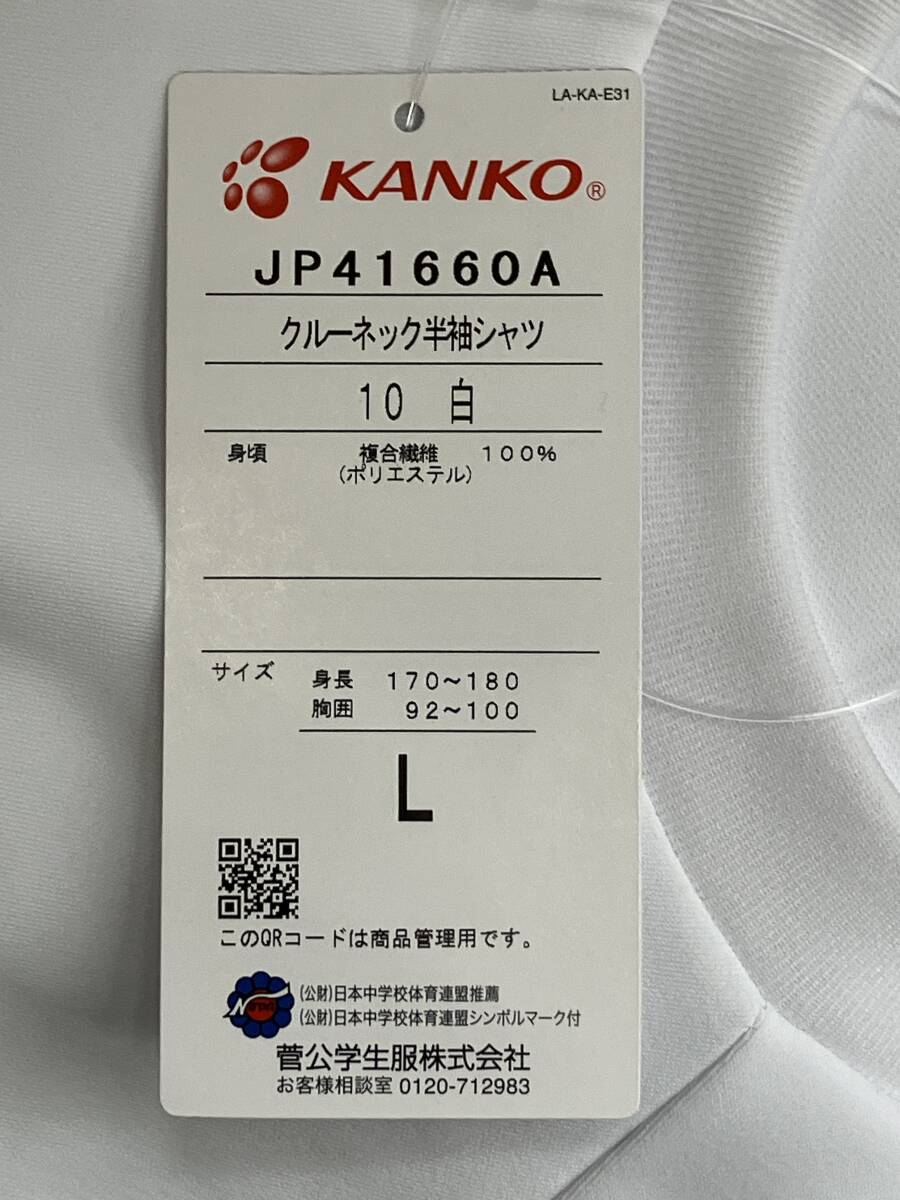 LA-KA-E31
KANKO®
JP41660A
クルーネック半袖シャツ
10 白
身頃 複合繊維 100%
(ポリエステル)
サイズ 身長 170~180
胸囲 92~100
L
このQRコードは商品管理用です。
(公財)日本中学校体育連盟推薦
(公財)日本中学校体育連盟シンボルマーク付
菅公学生服株式会社
お客様相談室 0120-712983